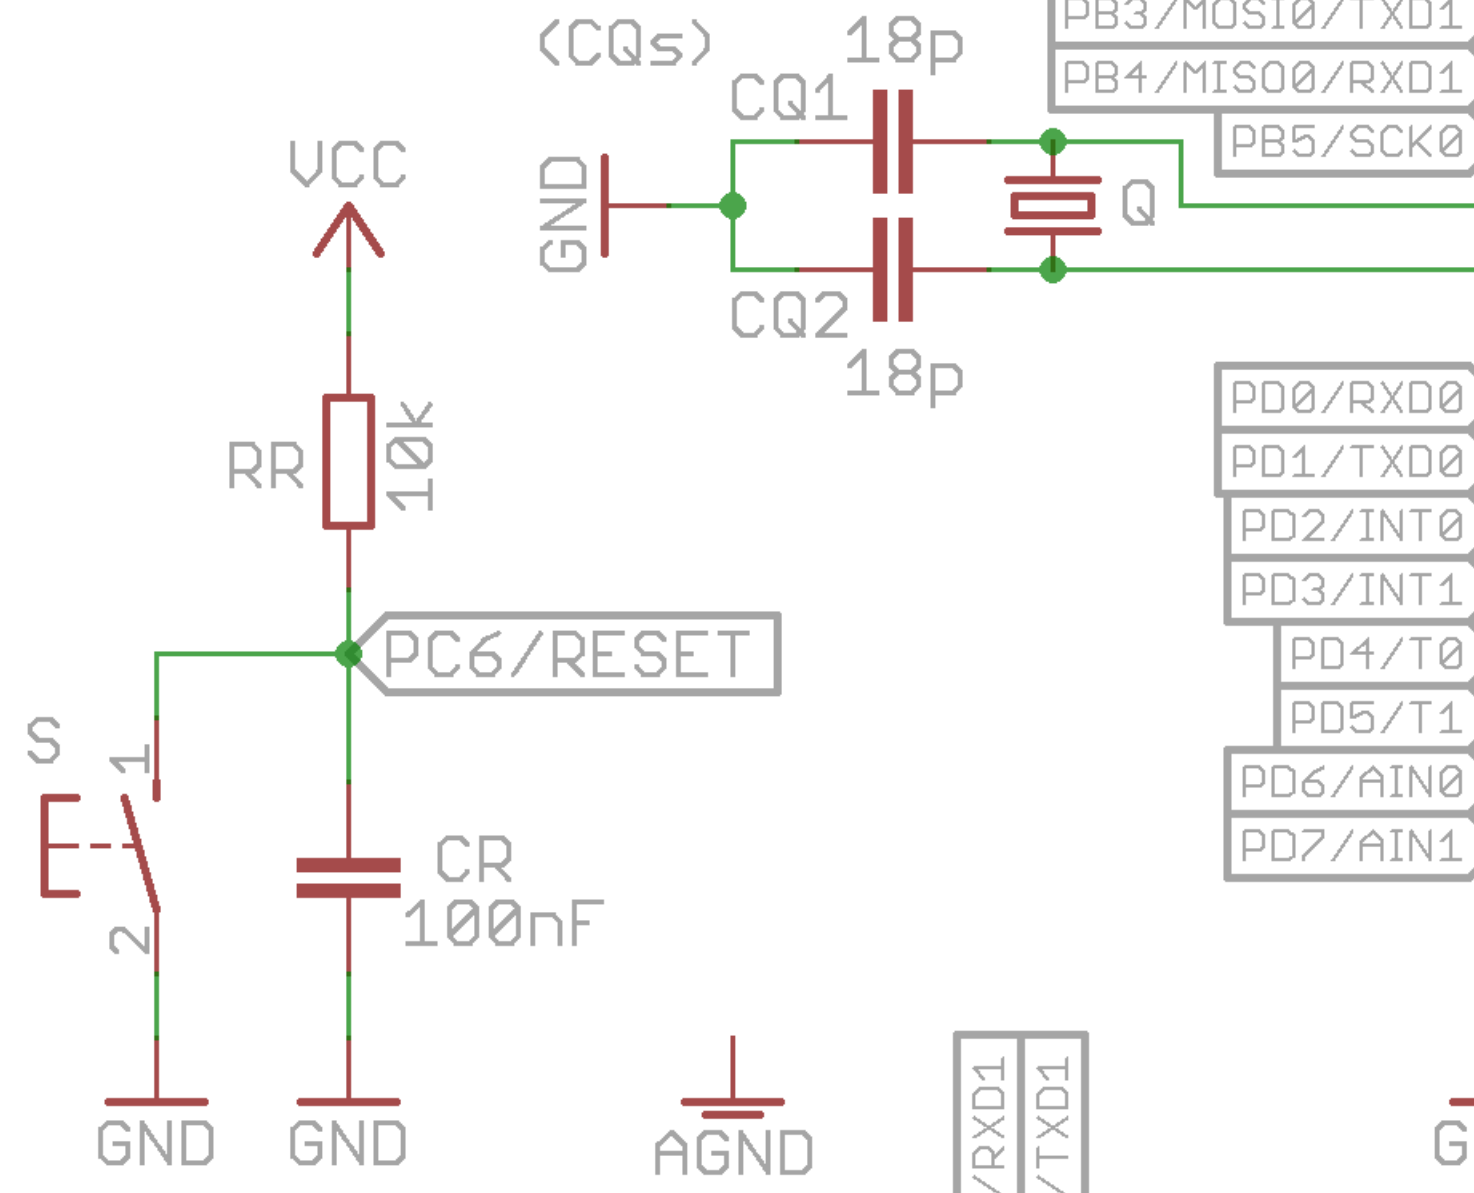 (CQs)
18p
CQ1
PB3/MOSI0/TXD1
PB4/MISO0/RXD1
PB5/SCK0
VCC
GND
Q
CQ2
18p
RR
10k
PD0/RXD0
PD1/TXD0
PD2/INT0
PD3/INT1
PD4/T0
PD5/T1
PD6/AIN0
PD7/AIN1
PC6/RESET
S
1
2
CR
100nF
GND
GND
AGND
/RXD1
/TXD1
G